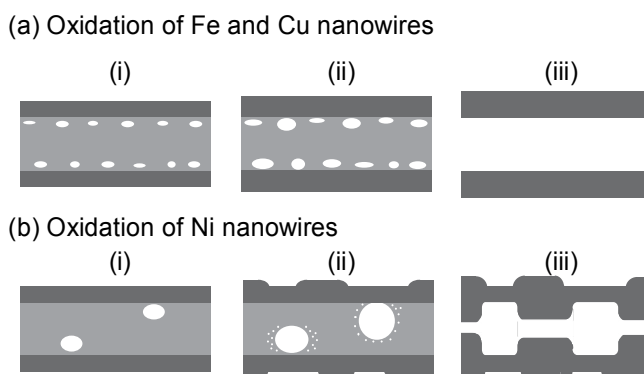 (a) Oxidation of Fe and Cu nanowires
(i) (ii) (iii)
(b) Oxidation of Ni nanowires
(i) (ii) (iii)